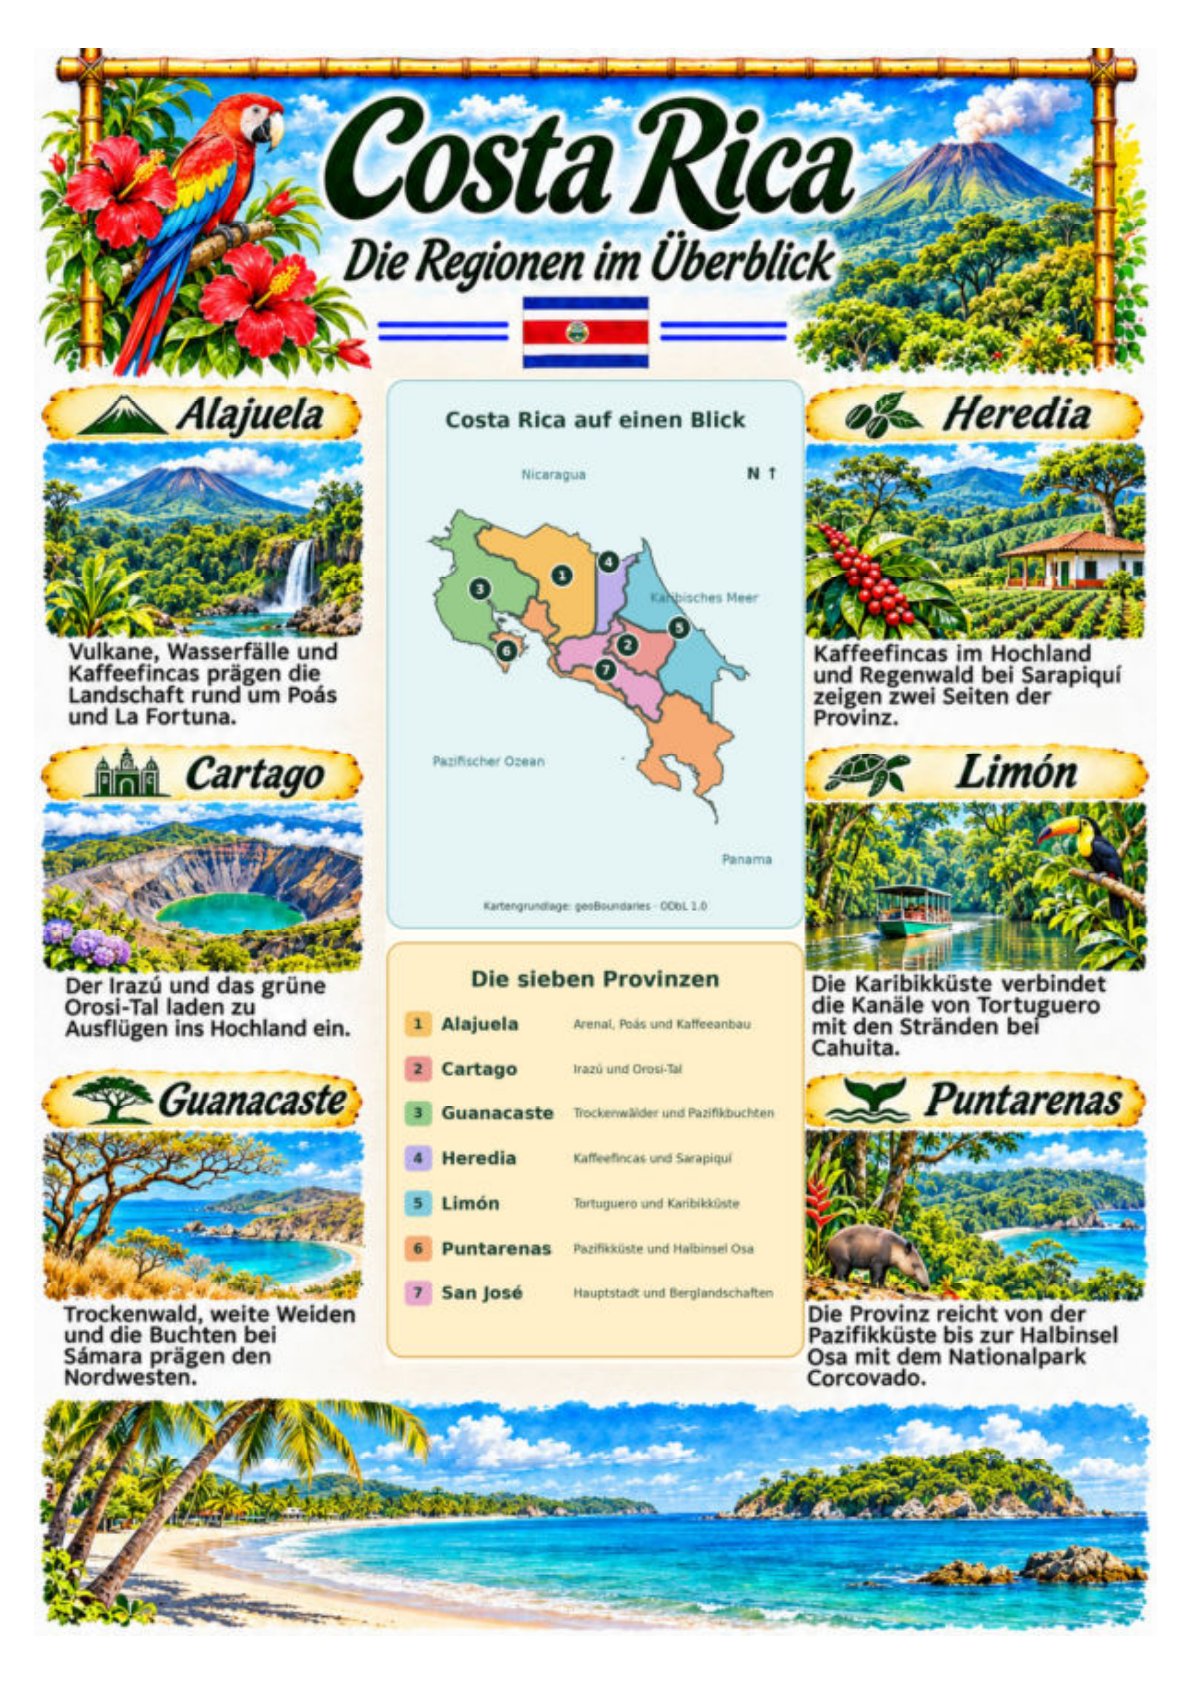 Costa Rica
Die Regionen im Überblick
Alajuela
Vulkane, Wasserfälle und
Kaffeefincas prägen die
Landschaft rund um Poás
und La Fortuna.
Cartago
Der Irazú und das grüne
Orosi-Tal laden zu
Ausflügen ins Hochland ein.
Guanacaste
Trockenwald, weite Weiden
und die Buchten bei
Sámara prägen den
Nordwesten.
Costa Rica auf einen Blick
Nicaragua
N ↑
1
4
3
Karibisches Meer
5
2
6
7
Pazifischer Ozean
Panama
Kartengrundlage: geoBoundaries · ODbL 1.0
Die sieben Provinzen
1 Alajuela Arenal, Poás und Kaffeeanbau
2 Cartago Irazú und Orosi-Tal
3 Guanacaste Trockenwälder und Pazifikbuchten
4 Heredia Kaffeefincas und Sarapiquí
5 Limón Tortuguero und Karibikküste
6 Puntarenas Pazifikküste und Halbinsel Osa
7 San José Hauptstadt und Berglandschaften
Heredia
Kaffeefincas im Hochland
und Regenwald bei Sarapiquí
zeigen zwei Seiten der
Provinz.
Limón
Die Karibikküste verbindet
die Kanäle von Tortuguero
mit den Stränden bei
Cahuita.
Puntarenas
Die Provinz reicht von der
Pazifikküste bis zur Halbinsel
Osa mit dem Nationalpark
Corcovado.